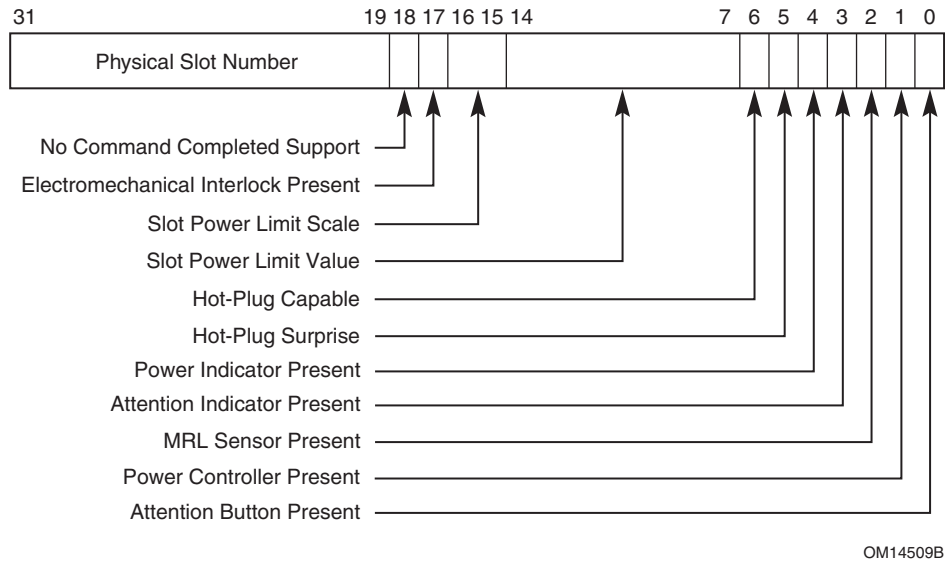 31 19 18 17 16 15 14 7 6 5 4 3 2 1 0
Physical Slot Number
No Command Completed Support
Electromechanical Interlock Present
Slot Power Limit Scale
Slot Power Limit Value
Hot-Plug Capable
Hot-Plug Surprise
Power Indicator Present
Attention Indicator Present
MRL Sensor Present
Power Controller Present
Attention Button Present
OM14509B